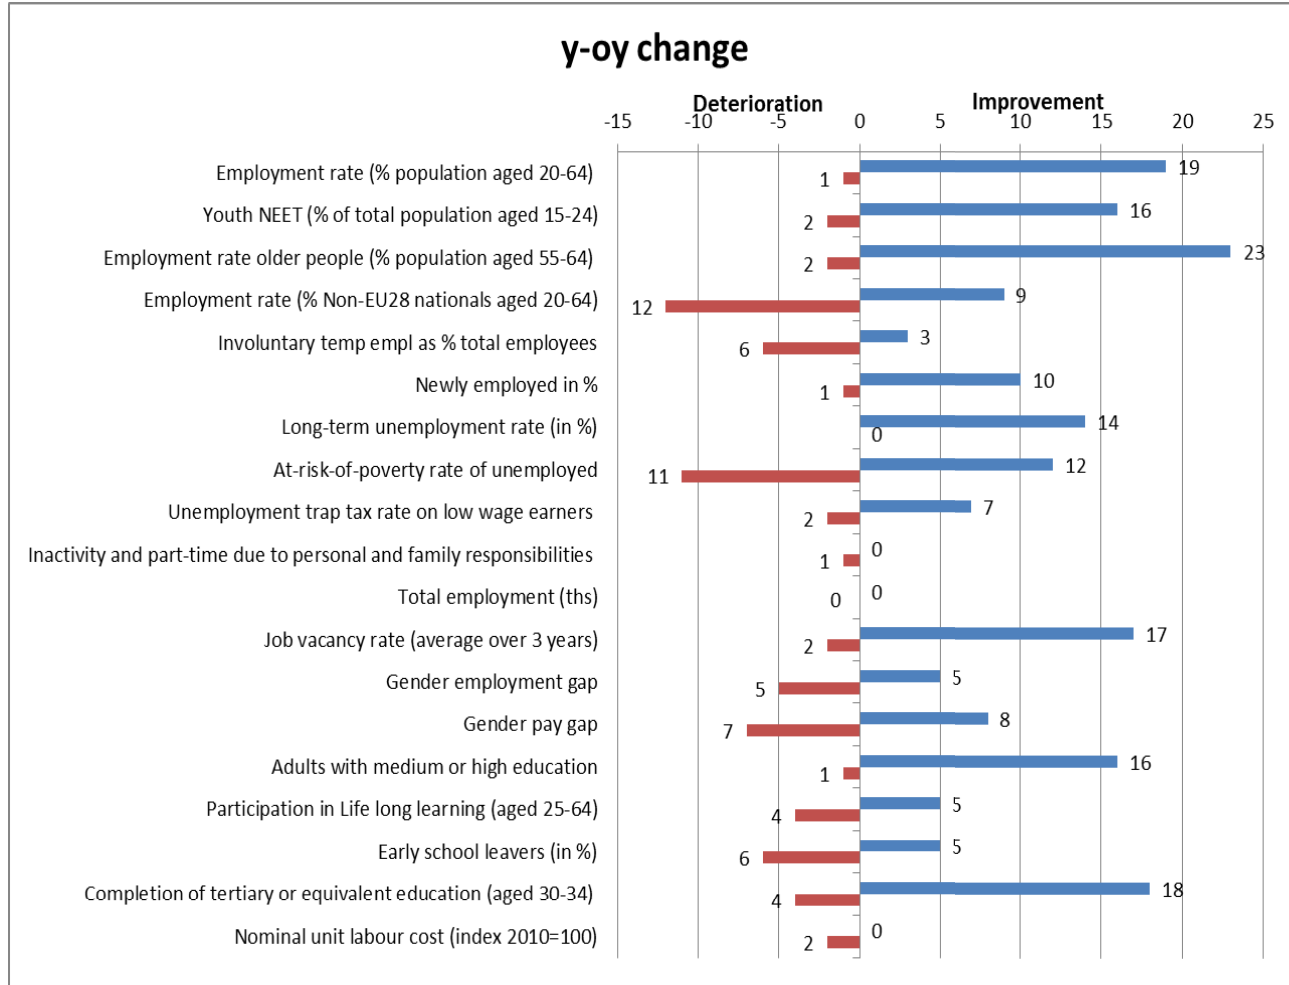 y-oy change
Deterioration Improvement
-15 -10 -5 0 5 10 15 20 25
Employment rate (% population aged 20-64) 1 19
Youth NEET (% of total population aged 15-24) 2 16
Employment rate older people (% population aged 55-64) 2 23
Employment rate (% Non-EU28 nationals aged 20-64) 12 9
Involuntary temp empl as % total employees 6 3
Newly employed in % 1 10
Long-term unemployment rate (in %) 0 14
At-risk-of-poverty rate of unemployed 11 12
Unemployment trap tax rate on low wage earners 2 7
Inactivity and part-time due to personal and family responsibilities 1 0
Total employment (ths) 0 0
Job vacancy rate (average over 3 years) 2 17
Gender employment gap 5 5
Gender pay gap 7 8
Adults with medium or high education 1 16
Participation in Life long learning (aged 25-64) 4 5
Early school leavers (in %) 6 5
Completion of tertiary or equivalent education (aged 30-34) 4 18
Nominal unit labour cost (index 2010=100) 2 0